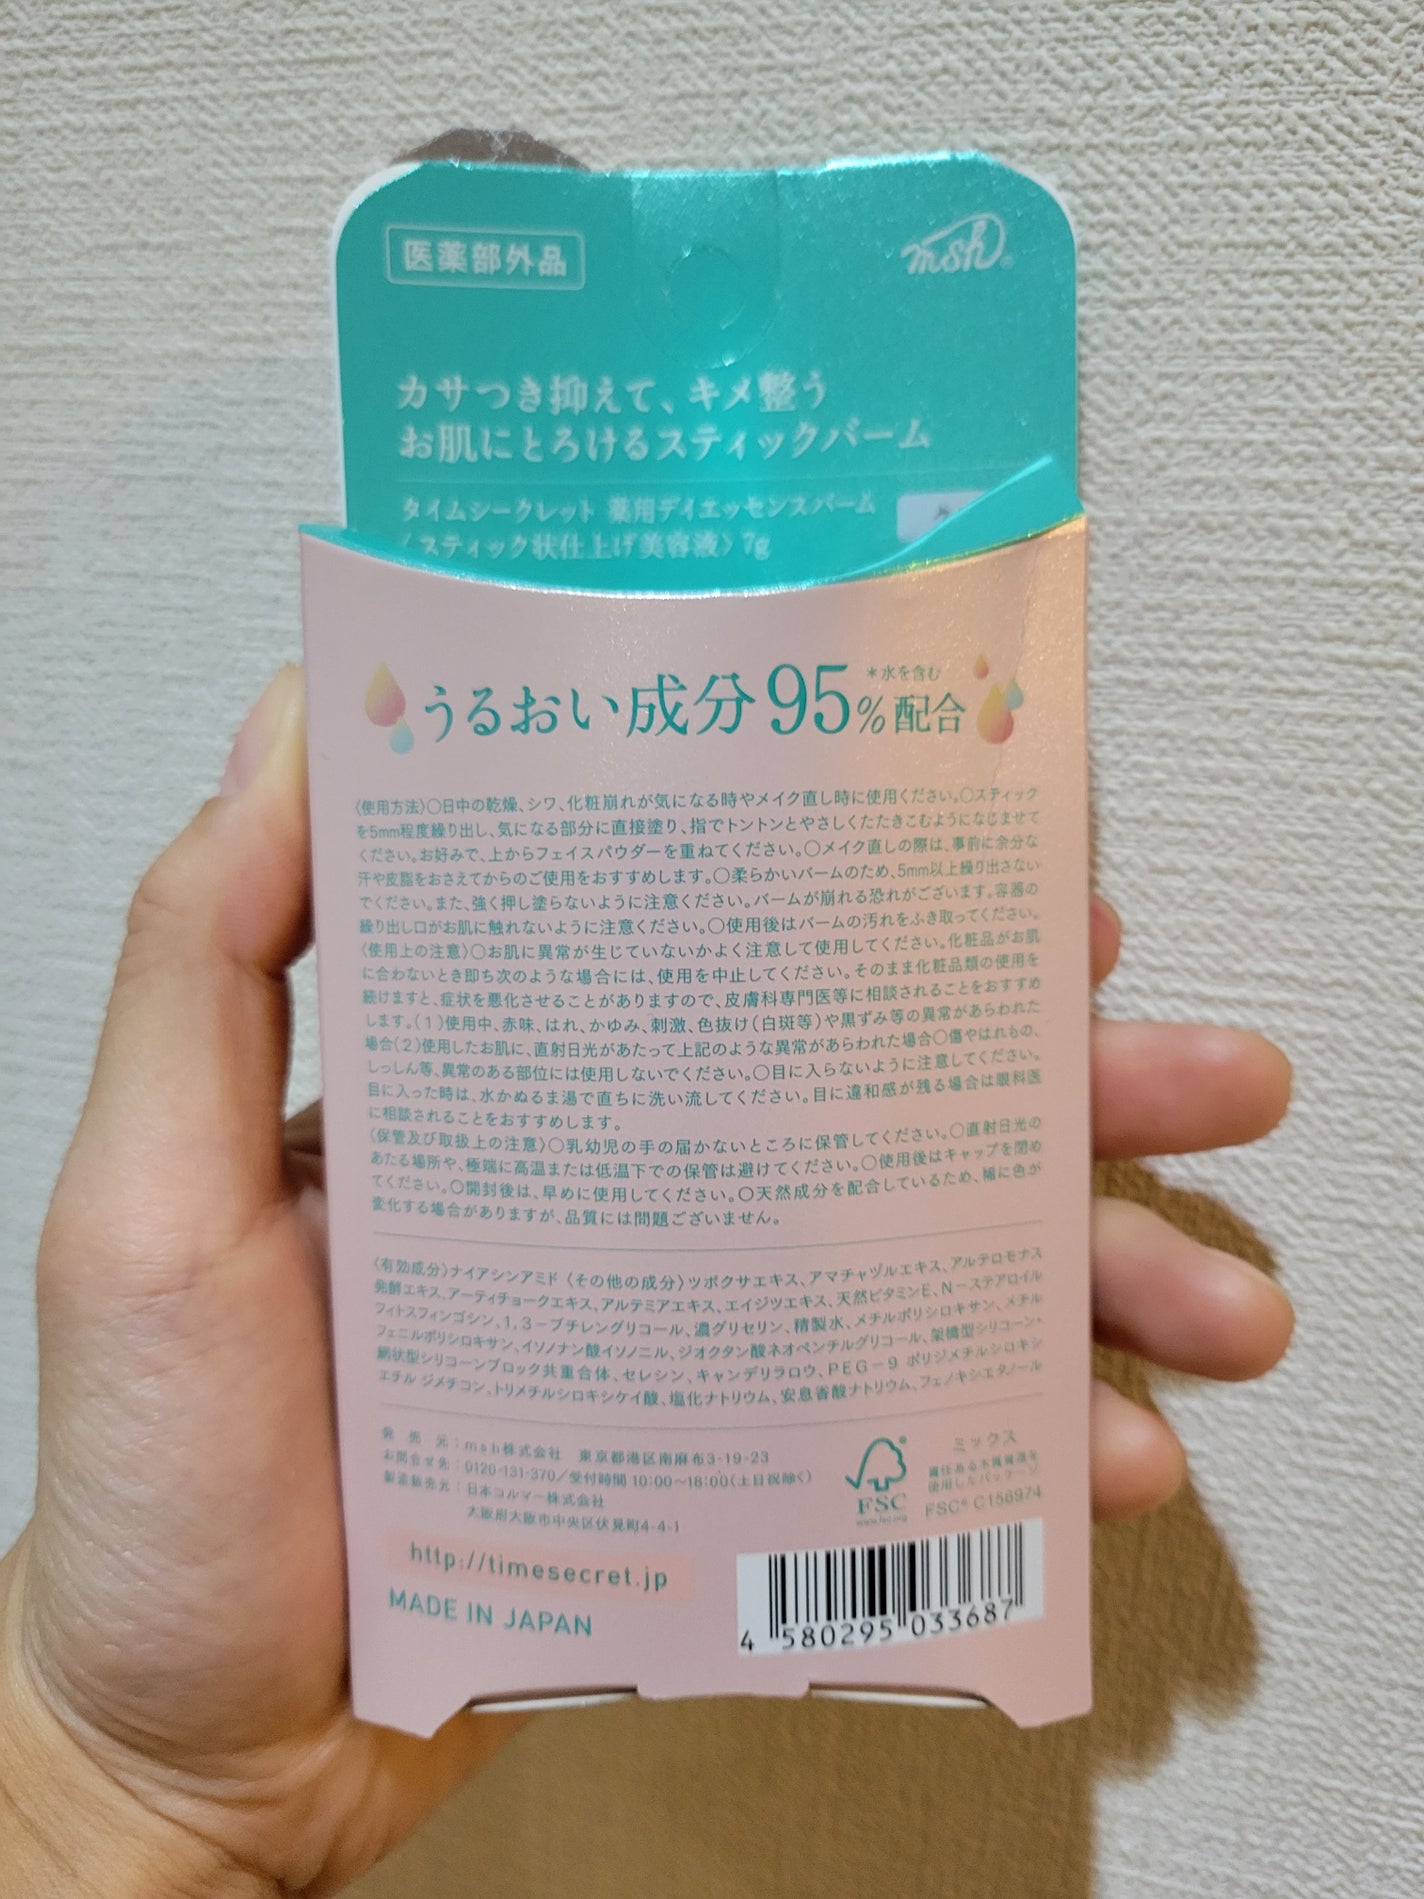 医薬部外品
msh®
カサつき抑えて、キメ整う
お肌にとろけるスティックバーム
タイムシークレット 薬用デイエッセンスバーム
〈スティック状仕上げ美容液〉 7g
*水を含む
うるおい成分95%配合
〈使用方法〉○日中の乾燥、シワ、化粧崩れが気になる時やメイク直し時に使用ください。○スティック
を5mm程度繰り出し、気になる部分に直接塗り、指でトントンとやさしくたたきこむようになじませて
ください。お好みで、上からフェイスパウダーを重ねてください。○メイク直しの際は、事前に余分な
汗や皮脂をおさえてからのご使用をおすすめします。○柔らかいバームのため、5mm以上繰り出さない
でください。また、強く押し塗らないように注意ください。バームが崩れる恐れがございます。容器の
繰り出し口がお肌に触れないように注意ください。○使用後はバームの汚れをふき取ってください。
〈使用上の注意〉○お肌に異常が生じていないかよく注意して使用してください。化粧品がお肌
に合わないとき即ち次のような場合には、使用を中止してください。そのまま化粧品類の使用を
続けますと、症状を悪化させることがありますので、皮膚科専門医等に相談されることをおすすめ
します。(1)使用中、赤味、はれ、かゆみ、刺激、色抜け(白斑等)や黒ずみ等の異常があらわれた
場合(2)使用したお肌に、直射日光があたって上記のような異常があらわれた場合○傷やはれもの、
しっしん等、異常のある部位には使用しないでください。○目に入らないように注意してください。
目に入った時は、水かぬるま湯で直ちに洗い流してください。目に違和感が残る場合は眼科医
に相談されることをおすすめします。
〈保管及び取扱上の注意〉○乳幼児の手の届かないところに保管してください。○直射日光の
あたる場所や、極端に高温または低温下での保管は避けてください。○使用後はキャップを閉め
てください。○開封後は、早めに使用してください。○天然成分を配合しているため、稀に色が
変化する場合がありますが、品質には問題ございません。
〈有効成分〉ナイアシンアミド〈その他の成分〉ツボクサエキス、アマチャヅルエキス、アルテロモナス
発酵エキス、アーティチョークエキス、アルテミアエキス、エイジツエキス、天然ビタミンE、N-ステアロイル
フィトスフィンゴシン、1,3-ブチレングリコール、濃グリセリン、精製水、メチルポリシロキサン、メチル
フェニルポリシロキサン、イソノナン酸イソノニル、ジオクタン酸ネオペンチルグリコール、架橋型シリコーン・
網状型シリコーンブロック共重合体、セレシン、キャンデリラロウ、PEG-9 ポリジメチルシロキシ
エチル ジメチコン、トリメチルシロキシケイ酸、塩化ナトリウム、安息香酸ナトリウム、フェノキシエタノール
発売元：msh株式会社 東京都港区南麻布3-19-23
お問合せ先：0120-131-370／受付時間 10:00～18:00(土日祝除く)
製造販売元：日本コルマー株式会社
大阪府大阪市中央区伏見町4-4-1
http://timesecret.jp
MADE IN JAPAN
FSC
www.fsc.org
ミックス
責任ある木質資源を
使用したパッケージ
FSC® C156974
4 580295 033687